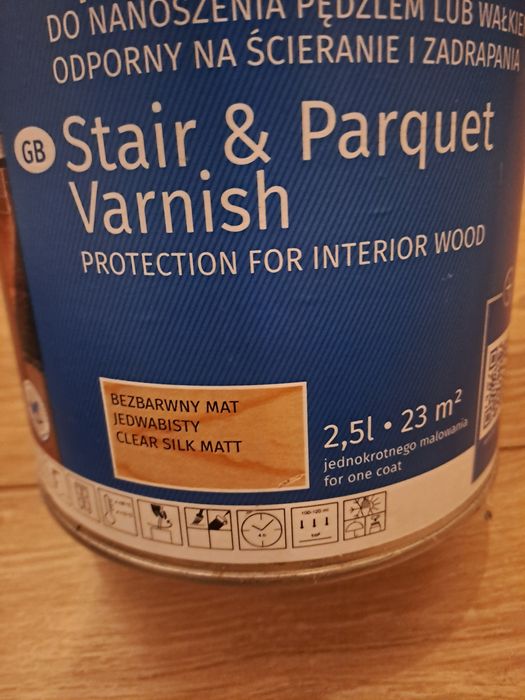 DO NANOSZENIA PĘDZLEM LUB
ODPORNY NA ŚCIERANIE I ZADRAPANIA
GB
Stair & Parquet
Varnish
PROTECTION FOR INTERIOR WOOD
BEZBARWNY MAT
JEDWABISTY
CLEAR SILK MATT
2,5l • 23 m²
jednokrotnego malowania
for one coat